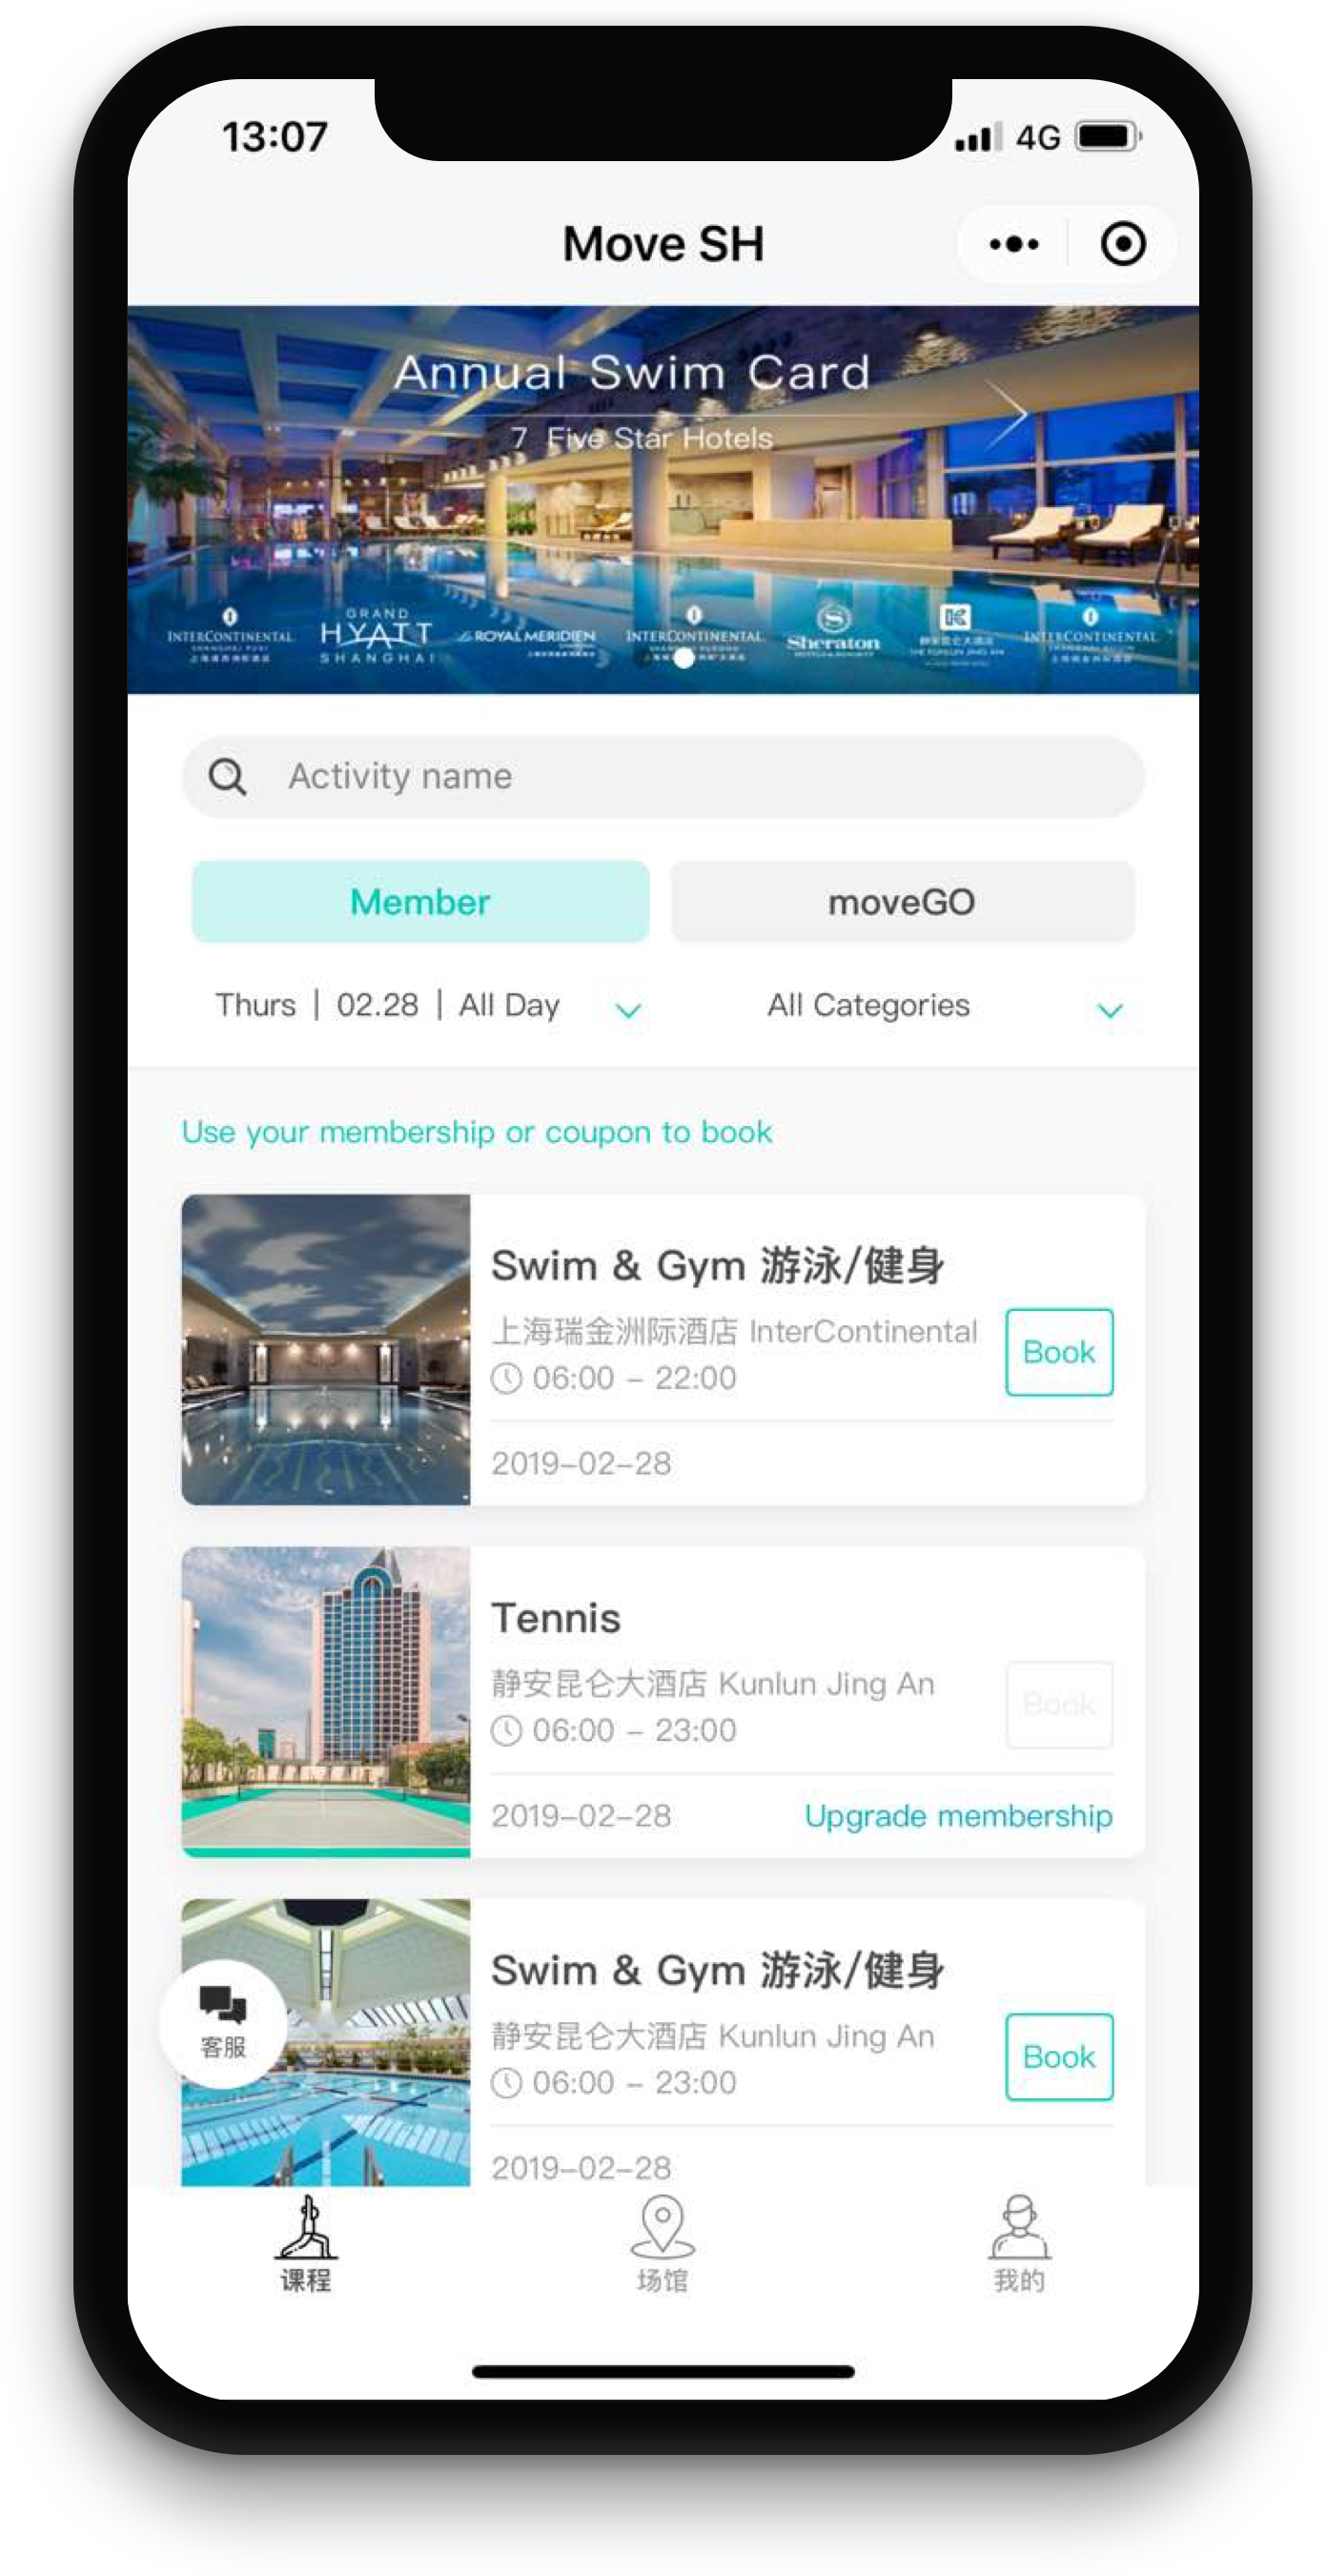 13:07
4G
Move SH
Annual Swim Card
7 Five Star Hotels
INTERCONTINENTAL
GRAND
HYATT
SHANGHAI
ROYAL MERIDIEN
INTERCONTINENTAL
Sheraton
INTERCONTINENTAL
Activity name
Member
moveGO
Thurs | 02.28 | All Day
All Categories
Use your membership or coupon to book
Swim & Gym 游泳/健身
上海瑞金洲际酒店 InterContinental
06:00 – 22:00
Book
2019-02-28
Tennis
静安昆仑大酒店 Kunlun Jing An
06:00 – 23:00
Book
2019-02-28
Upgrade membership
Swim & Gym 游泳/健身
静安昆仑大酒店 Kunlun Jing An
06:00 – 23:00
Book
2019-02-28
客服
课程
场馆
我的